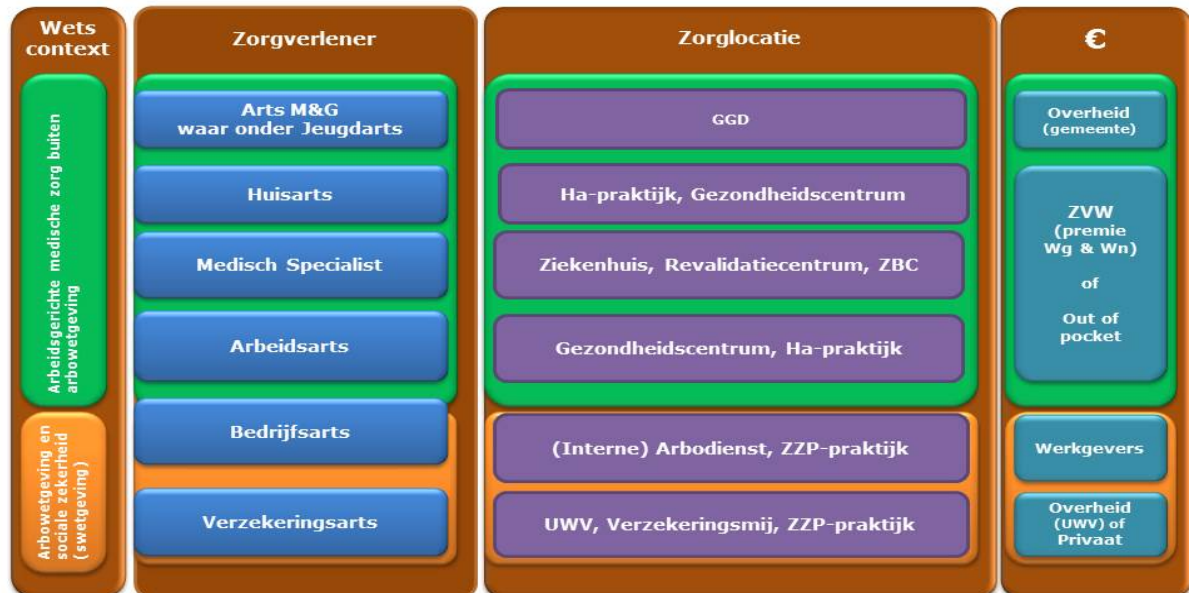 Wets
context
Zorgverlener
Zorglocatie
€
Arbeidsgerichte medische zorg buiten
arbowetgeving
Arts M&G
waar onder Jeugdarts
GGD
Overheid
(gemeente)
Huisarts
Ha-praktijk, Gezondheidscentrum
ZVW
(premie
Wg & Wn)
of
Out of
pocket
Medisch Specialist
Ziekenhuis, Revalidatiecentrum, ZBC
Arbeidsarts
Gezondheidscentrum, Ha-praktijk
Arbowetgeving en
sociale zekerheid
(swetgeving)
Bedrijfsarts
(Interne) Arbodienst, ZZP-praktijk
Werkgevers
Verzekeringsarts
UWV, Verzekeringsmij, ZZP-praktijk
Overheid
(UWV) of
Privaat